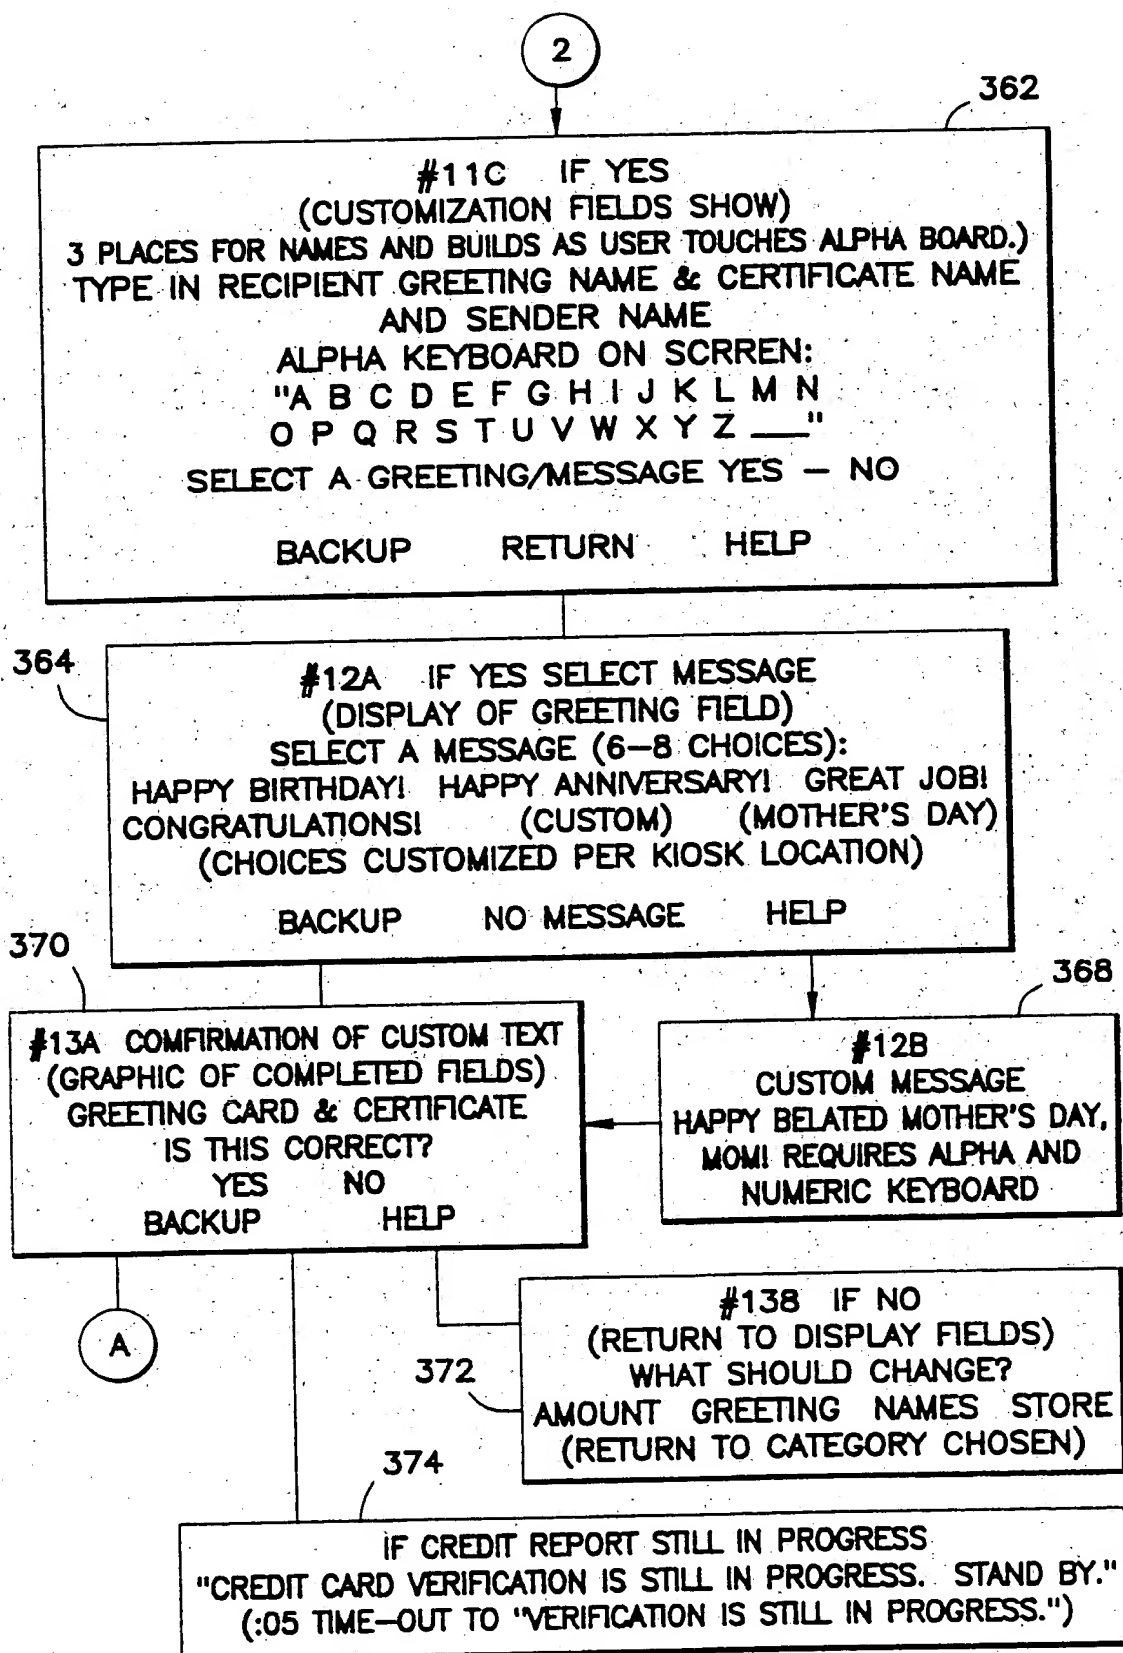 2
362
#11C IF YES
(CUSTOMIZATION FIELDS SHOW)
3 PLACES FOR NAMES AND BUILDS AS USER TOUCHES ALPHA BOARD.)
TYPE IN RECIPIENT GREETING NAME & CERTIFICATE NAME
AND SENDER NAME
ALPHA KEYBOARD ON SCRREN:
"A B C D E F G H I J K L M N
O P Q R S T U V W X Y Z ___"
SELECT A GREETING/MESSAGE YES – NO
BACKUP RETURN HELP
364
#12A IF YES SELECT MESSAGE
(DISPLAY OF GREETING FIELD)
SELECT A MESSAGE (6–8 CHOICES):
HAPPY BIRTHDAY! HAPPY ANNIVERSARY! GREAT JOB!
CONGRATULATIONS! (CUSTOM) (MOTHER'S DAY)
(CHOICES CUSTOMIZED PER KIOSK LOCATION)
BACKUP NO MESSAGE HELP
370
#13A COMFIRMATION OF CUSTOM TEXT
(GRAPHIC OF COMPLETED FIELDS)
GREETING CARD & CERTIFICATE
IS THIS CORRECT?
YES NO
BACKUP HELP
368
#12B
CUSTOM MESSAGE
HAPPY BELATED MOTHER'S DAY,
MOM! REQUIRES ALPHA AND
NUMERIC KEYBOARD
A
372
#138 IF NO
(RETURN TO DISPLAY FIELDS)
WHAT SHOULD CHANGE?
AMOUNT GREETING NAMES STORE
(RETURN TO CATEGORY CHOSEN)
374
IF CREDIT REPORT STILL IN PROGRESS
"CREDIT CARD VERIFICATION IS STILL IN PROGRESS. STAND BY."
(:05 TIME–OUT TO "VERIFICATION IS STILL IN PROGRESS.")